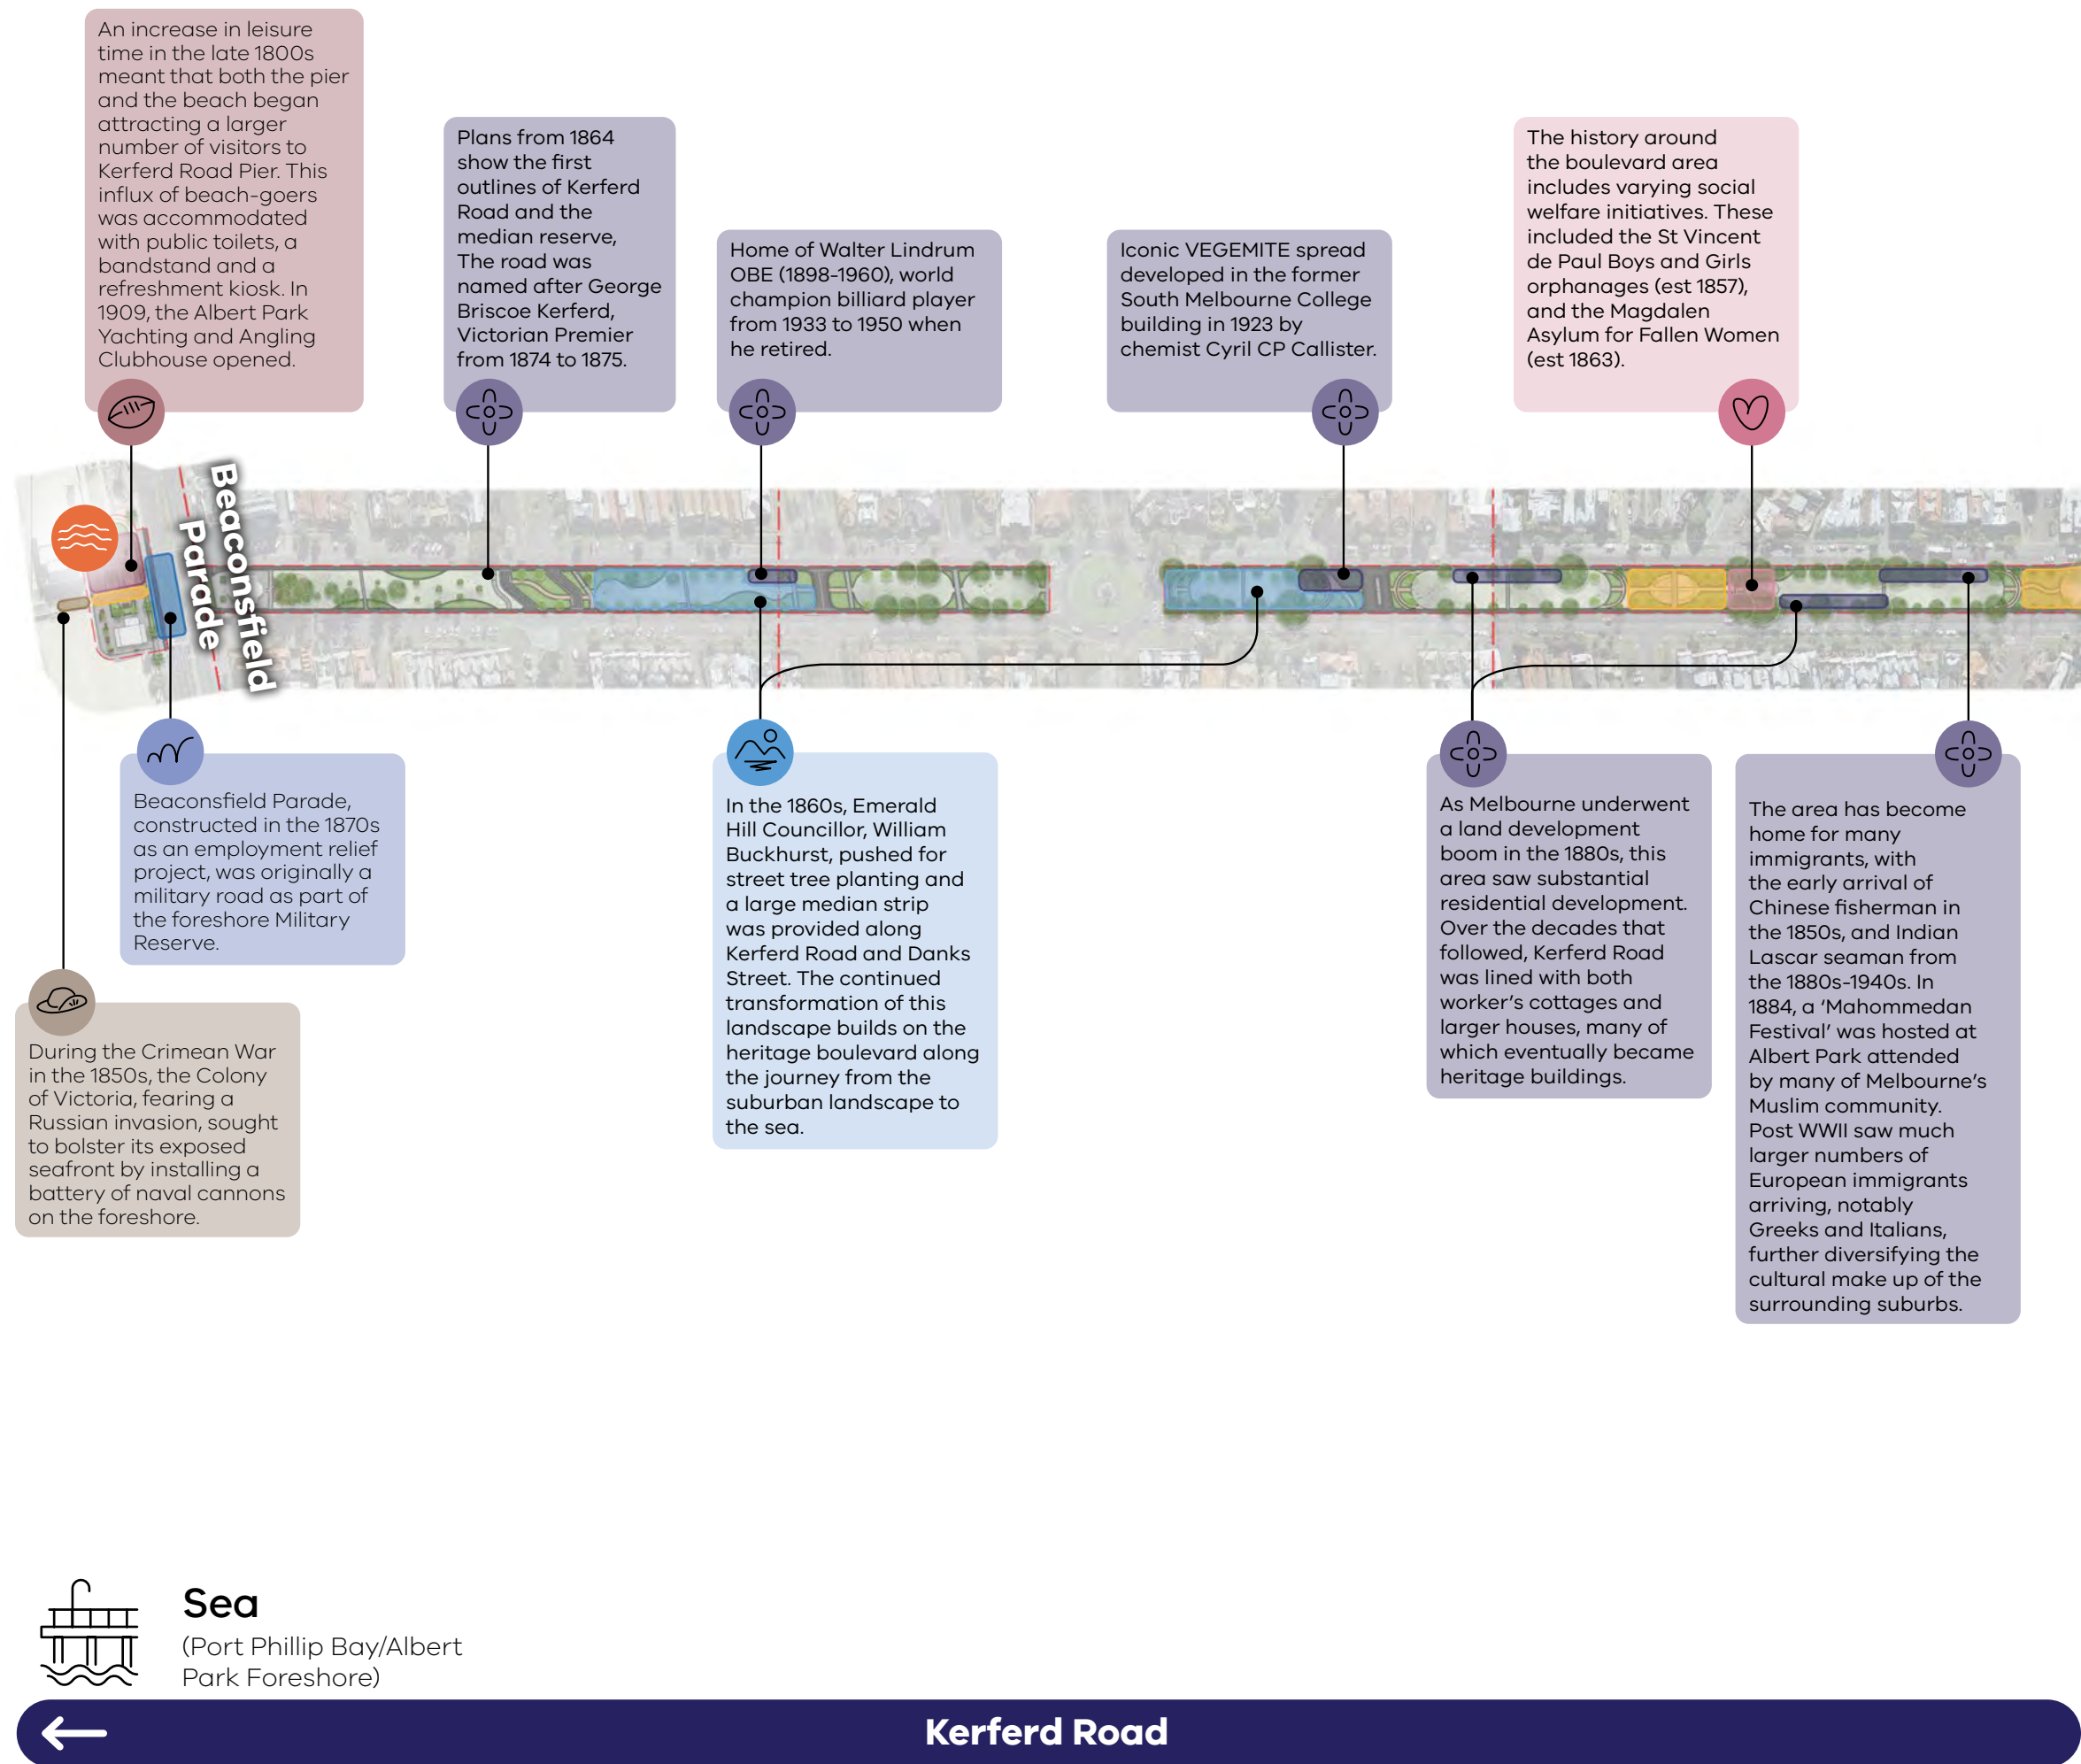 An increase in leisure
time in the late 1800s
meant that both the pier
and the beach began
attracting a larger
number of visitors to
Kerferd Road Pier. This
influx of beach-goers
was accommodated
with public toilets, a
bandstand and a
refreshment kiosk. In
1909, the Albert Park
Yachting and Angling
Clubhouse opened.
Plans from 1864
show the first
outlines of Kerferd
Road and the
median reserve,
The road was
named after George
Briscoe Kerferd,
Victorian Premier
from 1874 to 1875.
Home of Walter Lindrum
OBE (1898-1960), world
champion billiard player
from 1933 to 1950 when
he retired.
Iconic VEGEMITE spread
developed in the former
South Melbourne College
building in 1923 by
chemist Cyril CP Callister.
The history around
the boulevard area
includes varying social
welfare initiatives. These
included the St Vincent
de Paul Boys and Girls
orphanages (est 1857),
and the Magdalen
Asylum for Fallen Women
(est 1863).
Beaconsfield
Parade
Beaconsfield Parade,
constructed in the 1870s
as an employment relief
project, was originally a
military road as part of
the foreshore Military
Reserve.
During the Crimean War
in the 1850s, the Colony
of Victoria, fearing a
Russian invasion, sought
to bolster its exposed
seafront by installing a
battery of naval cannons
on the foreshore.
In the 1860s, Emerald
Hill Councillor, William
Buckhurst, pushed for
street tree planting and
a large median strip
was provided along
Kerferd Road and Danks
Street. The continued
transformation of this
landscape builds on the
heritage boulevard along
the journey from the
suburban landscape to
the sea.
As Melbourne underwent
a land development
boom in the 1880s, this
area saw substantial
residential development.
Over the decades that
followed, Kerferd Road
was lined with both
worker's cottages and
larger houses, many of
which eventually became
heritage buildings.
The area has become
home for many
immigrants, with
the early arrival of
Chinese fisherman in
the 1850s, and Indian
Lascar seaman from
the 1880s-1940s. In
1884, a 'Mahommedan
Festival' was hosted at
Albert Park attended
by many of Melbourne's
Muslim community.
Post WWII saw much
larger numbers of
European immigrants
arriving, notably
Greeks and Italians,
further diversifying the
cultural make up of the
surrounding suburbs.
Sea
(Port Phillip Bay/Albert
Park Foreshore)
Kerferd Road